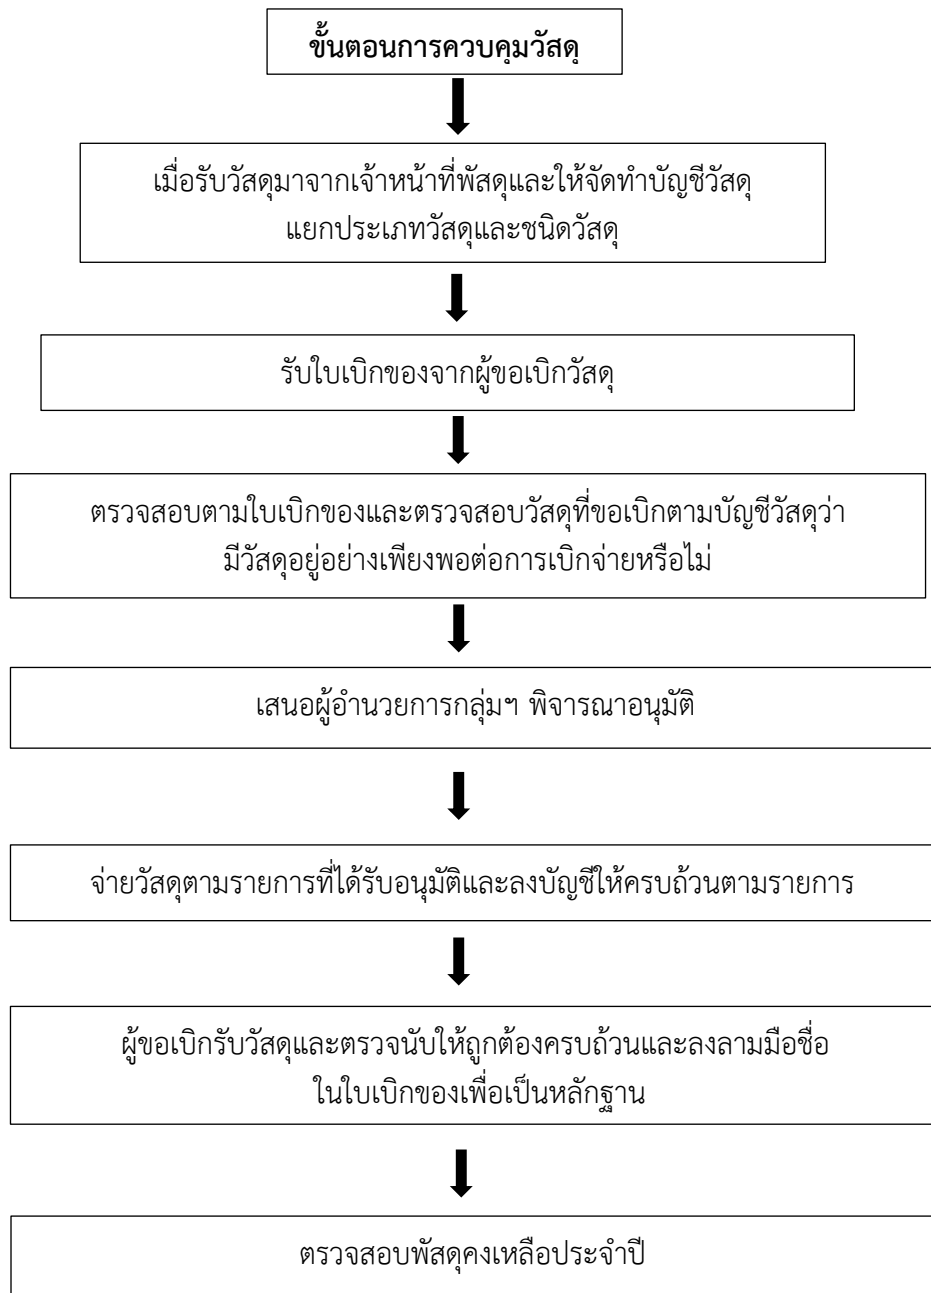 ขั้นตอนการควบคุมวัสดุ
เมื่อรับวัสดุมาจากเจ้าหน้าที่พัสดุและให้จัดทำบัญชีวัสดุ
แยกประเภทวัสดุและชนิดวัสดุ
รับใบเบิกของจากผู้ขอเบิกวัสดุ
ตรวจสอบตามใบเบิกของและตรวจสอบวัสดุที่ขอเบิกตามบัญชีวัสดุว่า
มีวัสดุอยู่อย่างเพียงพอต่อการเบิกจ่ายหรือไม่
เสนอผู้อำนวยการกลุ่มฯ พิจารณาอนุมัติ
จ่ายวัสดุตามรายการที่ได้รับอนุมัติและลงบัญชีให้ครบถ้วนตามรายการ
ผู้ขอเบิกรับวัสดุและตรวจนับให้ถูกต้องครบถ้วนและลงลามมือชื่อ
ในใบเบิกของเพื่อเป็นหลักฐาน
ตรวจสอบพัสดุคงเหลือประจำปี